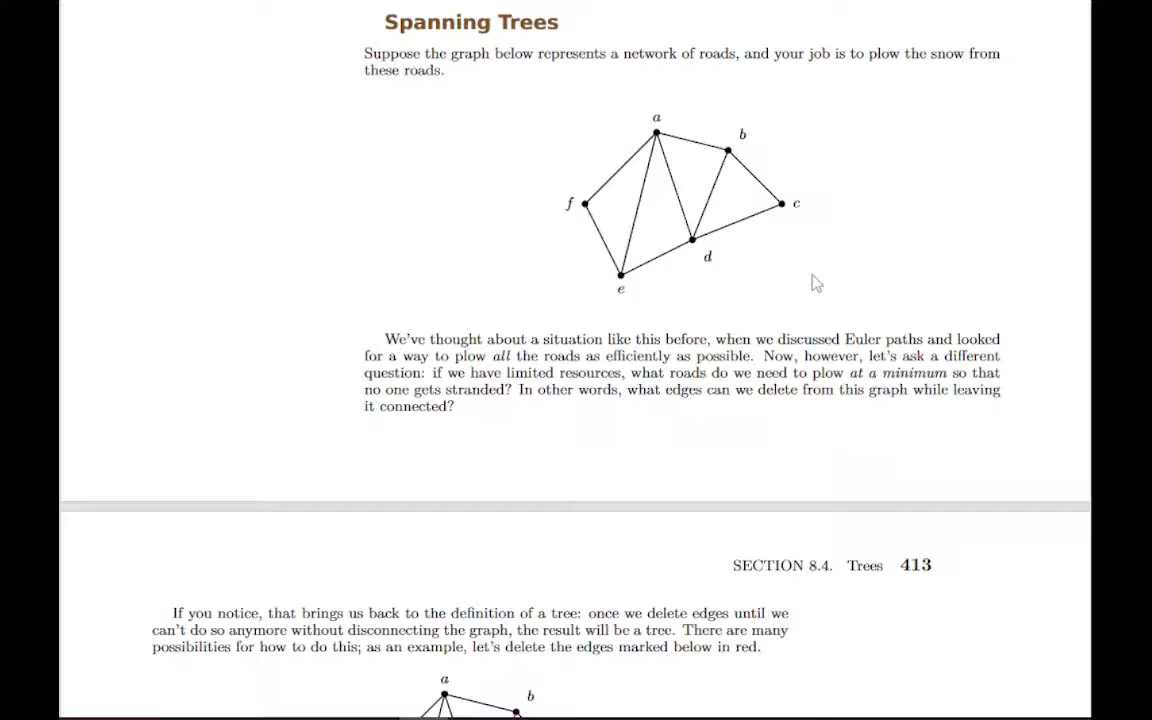 Spanning Trees
Suppose the graph below represents a network of roads, and your job is to plow the snow from
these roads.
a
b
f
c
d
e
We've thought about a situation like this before, when we discussed Euler paths and looked
for a way to plow all the roads as efficiently as possible. Now, however, let's ask a different
question: if we have limited resources, what roads do we need to plow at a minimum so that
no one gets stranded? In other words, what edges can we delete from this graph while leaving
it connected?
SECTION 8.4. Trees 413
If you notice, that brings us back to the definition of a tree: once we delete edges until we
can't do so anymore without disconnecting the graph, the result will be a tree. There are many
possibilities for how to do this; as an example, let's delete the edges marked below in red.
a
b